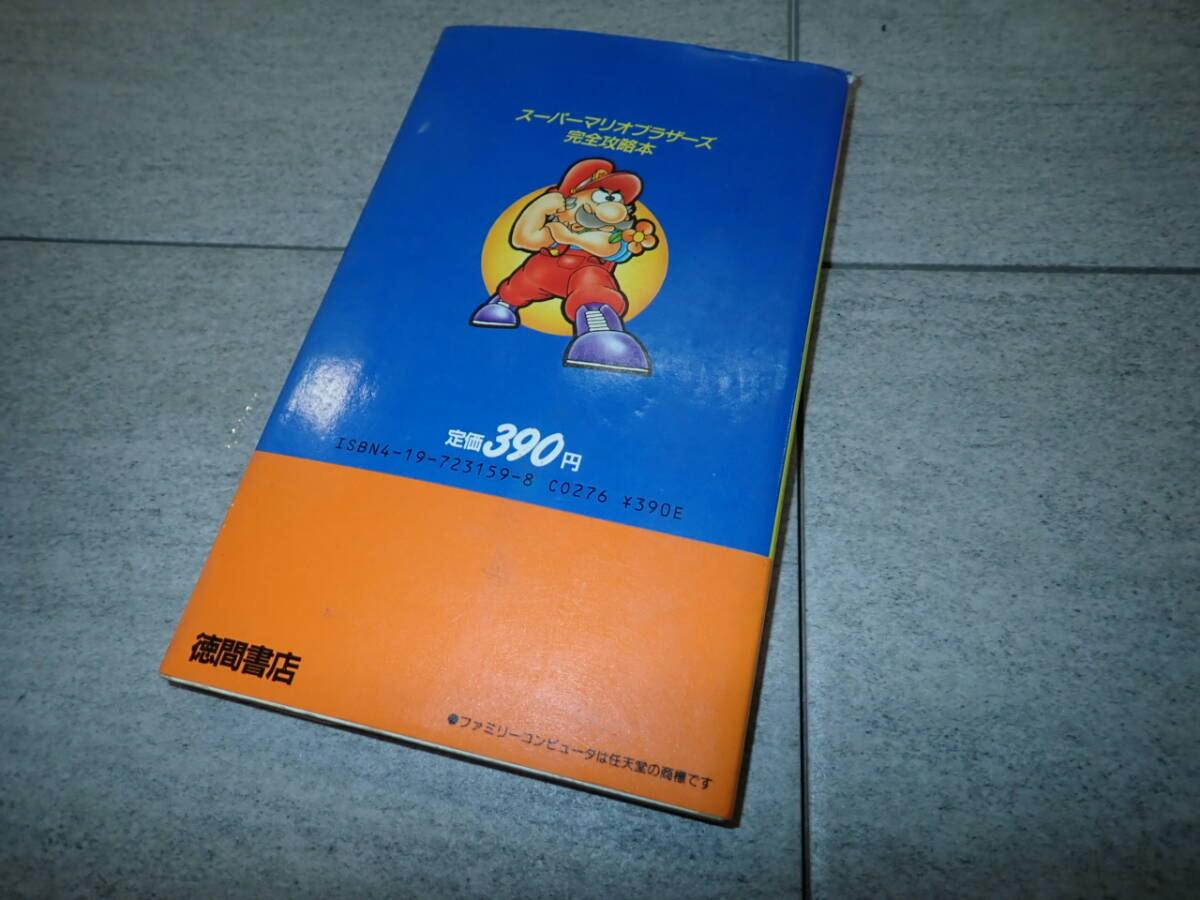 スーパーマリオブラザーズ
完全攻略本
定価390円
ISBN4-19-723159-8 C0276 ¥390E
徳間書店
●ファミリーコンピュータは任天堂の商標です